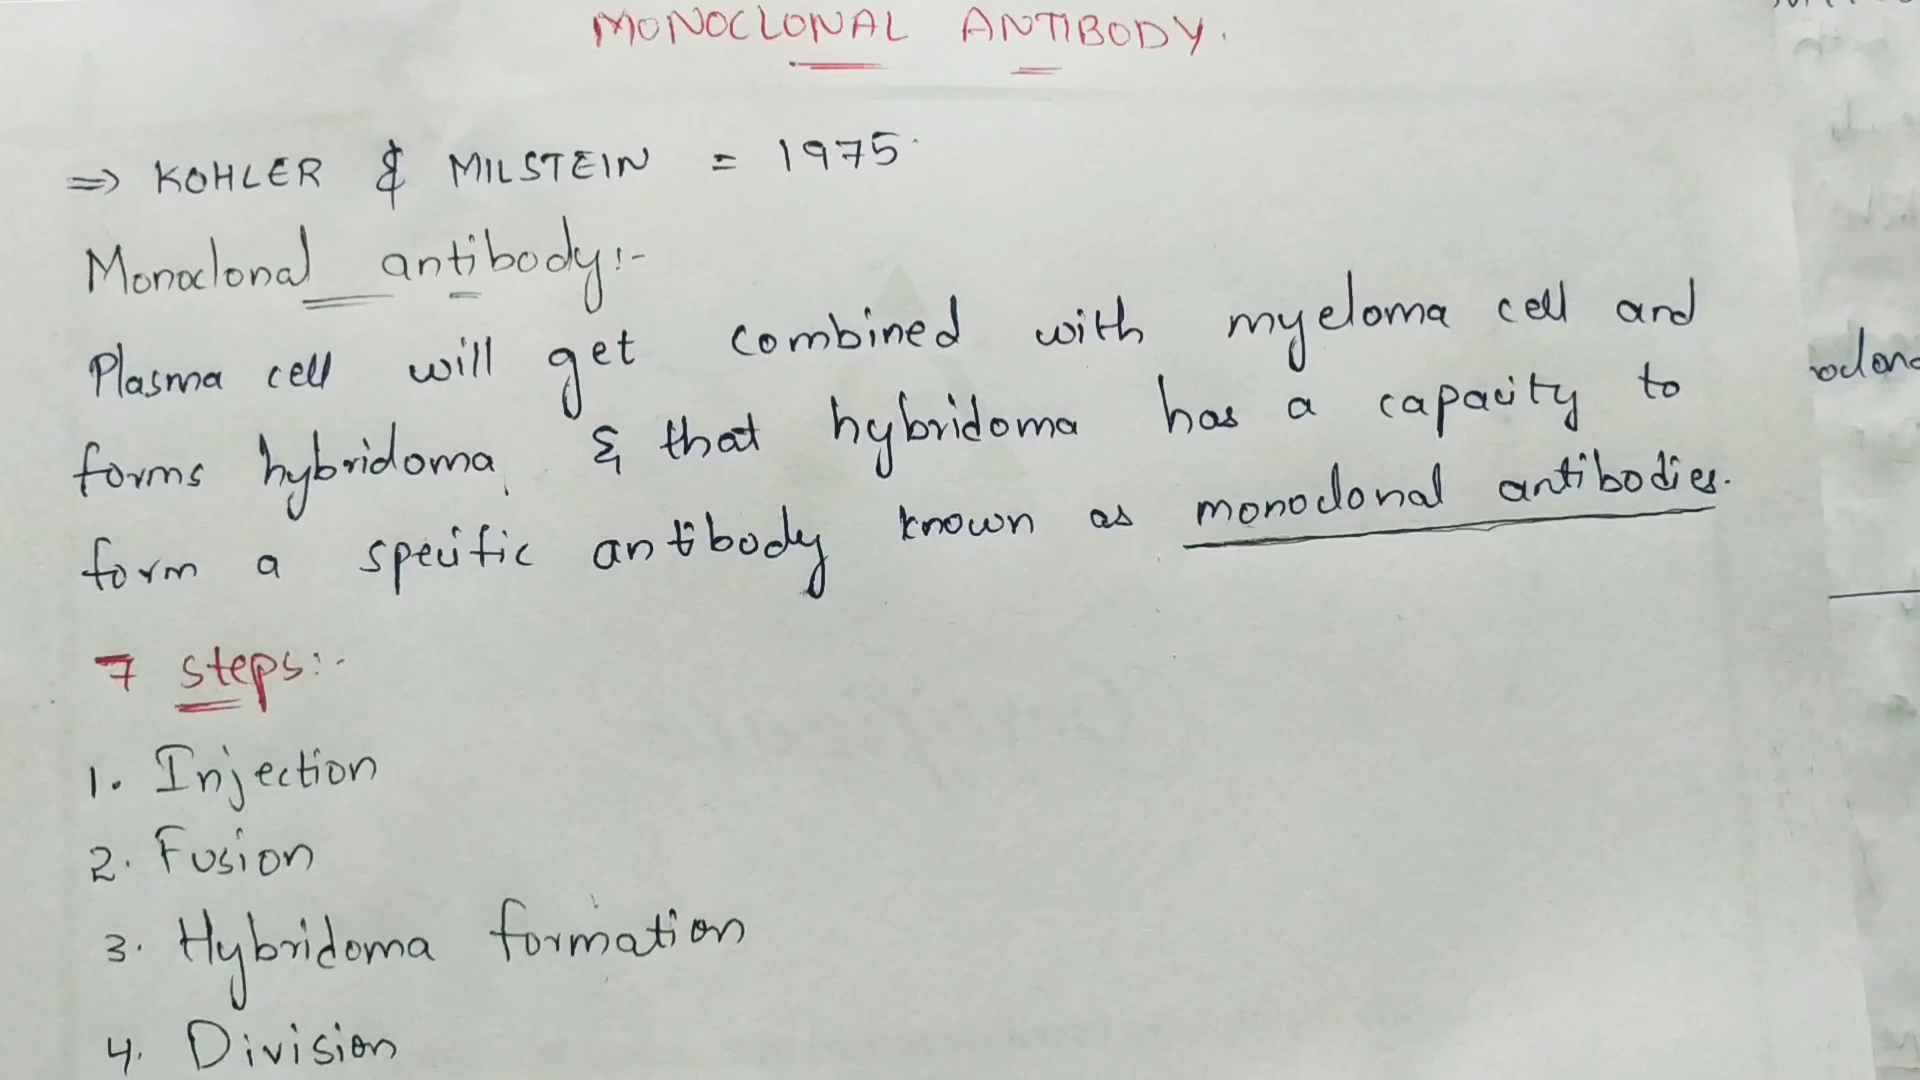 MONOCLONAL ANTIBODY.
⇒ KOHLER & MILSTEIN = 1975.
Monoclonal antibody:-
Plasma cell will get combined with myeloma cell and
forms hybridoma, & that hybridoma has a capacity to
form a specific antibody known as monoclonal antibodies.
7 steps:-
1. Injection
2. Fusion
3. Hybridoma formation
4. Division